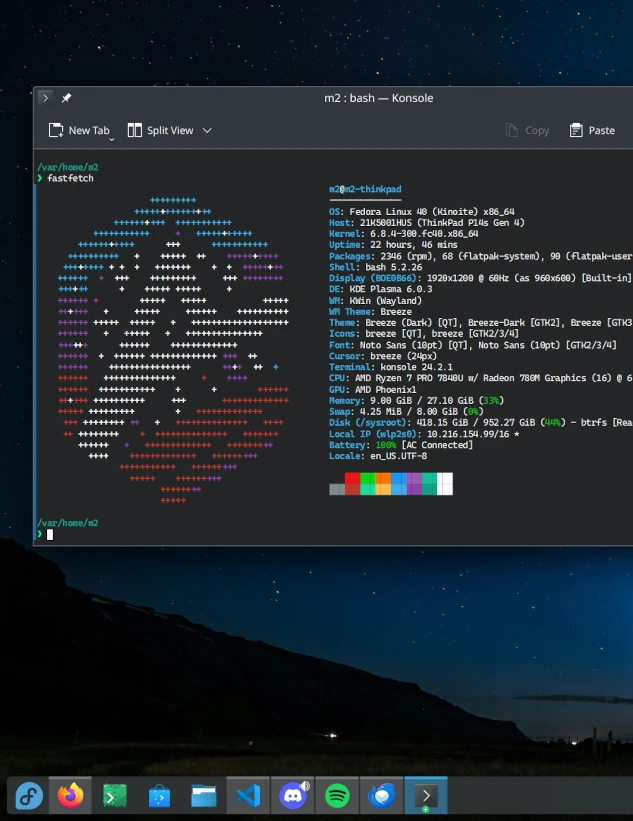 m2 : bash — Konsole
New Tab
Split View
Copy
Paste
/var/home/m2
❯ fastfetch
m2@m2-thinkpad
OS: Fedora Linux 40 (Kinoite) x86_64
Host: 21K5001HUS (ThinkPad P14s Gen 4)
Kernel: 6.8.4-300.fc40.x86_64
Uptime: 22 hours, 46 mins
Packages: 2346 (rpm), 68 (flatpak-system), 90 (flatpak-user
Shell: bash 5.2.26
Display (BOE0B66): 1920x1200 @ 60Hz (as 960x600) [Built-in]
DE: KDE Plasma 6.0.3
WM: KWin (Wayland)
WM Theme: Breeze
Theme: Breeze (Dark) [QT], Breeze-Dark [GTK2], Breeze [GTK3
Icons: breeze [QT], breeze [GTK2/3/4]
Font: Noto Sans (10pt) [QT], Noto Sans (10pt) [GTK2/3/4]
Cursor: breeze (24px)
Terminal: konsole 24.2.1
CPU: AMD Ryzen 7 PRO 7840U w/ Radeon 780M Graphics (16) @ 6
GPU: AMD Phoenix1
Memory: 9.00 GiB / 27.10 GiB (33%)
Swap: 4.25 MiB / 8.00 GiB (0%)
Disk (/sysroot): 418.15 GiB / 952.27 GiB (44%) - btrfs [Rea
Local IP (wlp2s0): 10.216.154.99/16 *
Battery: 100% [AC Connected]
Locale: en_US.UTF-8
/var/home/m2
❯